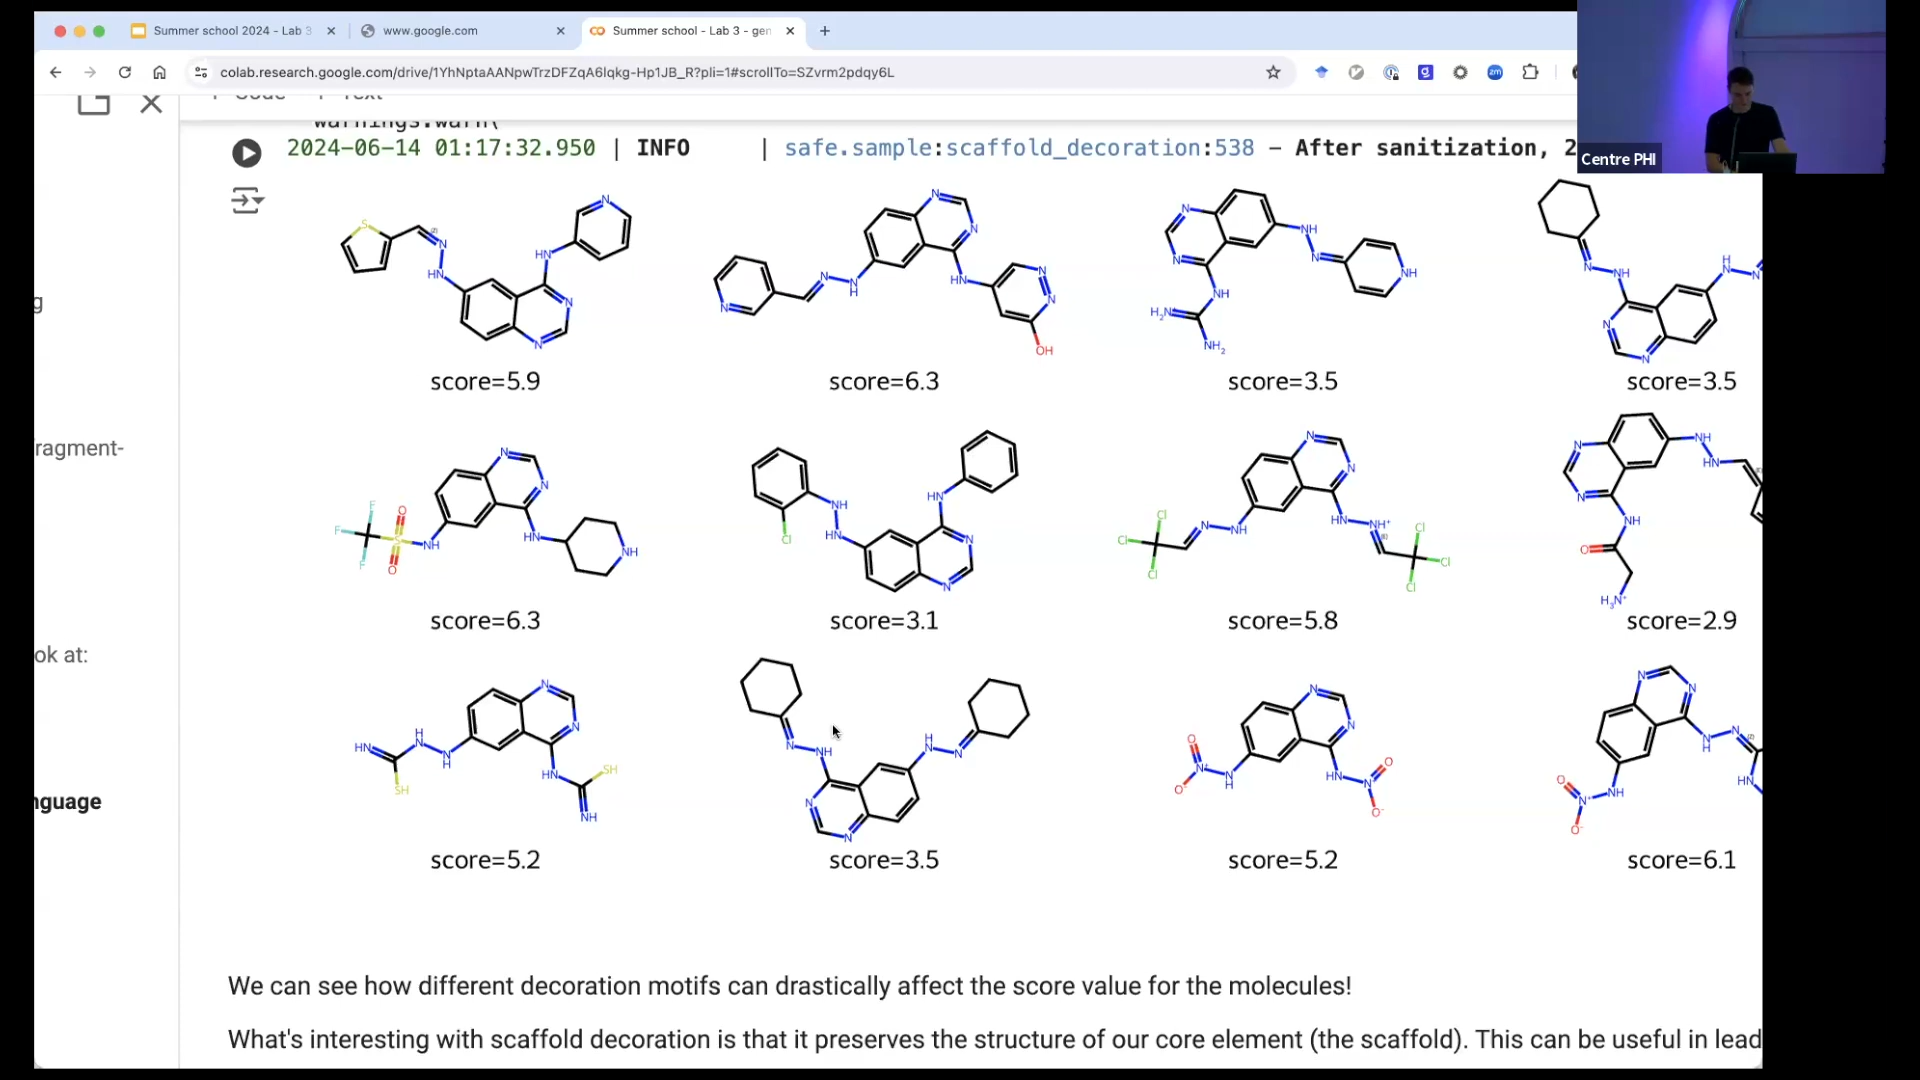 Summer school 2024 - Lab 3
www.google.com
Summer school - Lab 3 - gen
colab.research.google.com/drive/1YhNptaAANpwTrzDFZqA6lqkg-Hp1JB_R?pli=1#scrollTo=SZvrm2pdqy6L
Centre PHI
+ Code + Text
warnings.warn(
2024-06-14 01:17:32.950 | INFO | safe.sample:scaffold_decoration:538 – After sanitization, 2
score=5.9 score=6.3 score=3.5 score=3.5
g
ragment-
score=6.3 score=3.1 score=5.8 score=2.9
ook at:
nguage
score=5.2 score=3.5 score=5.2 score=6.1
We can see how different decoration motifs can drastically affect the score value for the molecules!
What's interesting with scaffold decoration is that it preserves the structure of our core element (the scaffold). This can be useful in lead